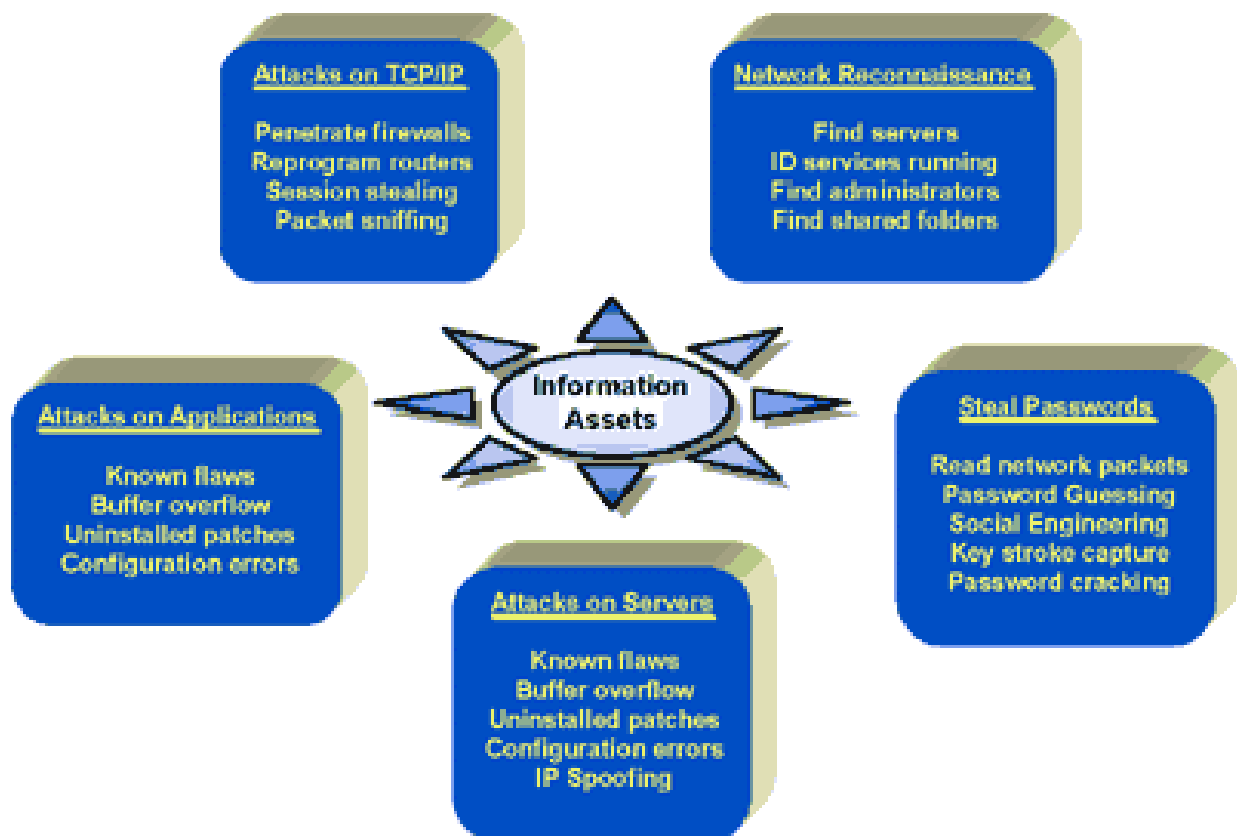 Attacks on TCP/IP
Penetrate firewalls
Reprogram routers
Session stealing
Packet sniffing
Network Reconnaissance
Find servers
ID services running
Find administrators
Find shared folders
Information
Assets
Attacks on Applications
Known flaws
Buffer overflow
Uninstalled patches
Configuration errors
Steal Passwords
Read network packets
Password Guessing
Social Engineering
Key stroke capture
Password cracking
Attacks on Servers
Known flaws
Buffer overflow
Uninstalled patches
Configuration errors
IP Spoofing